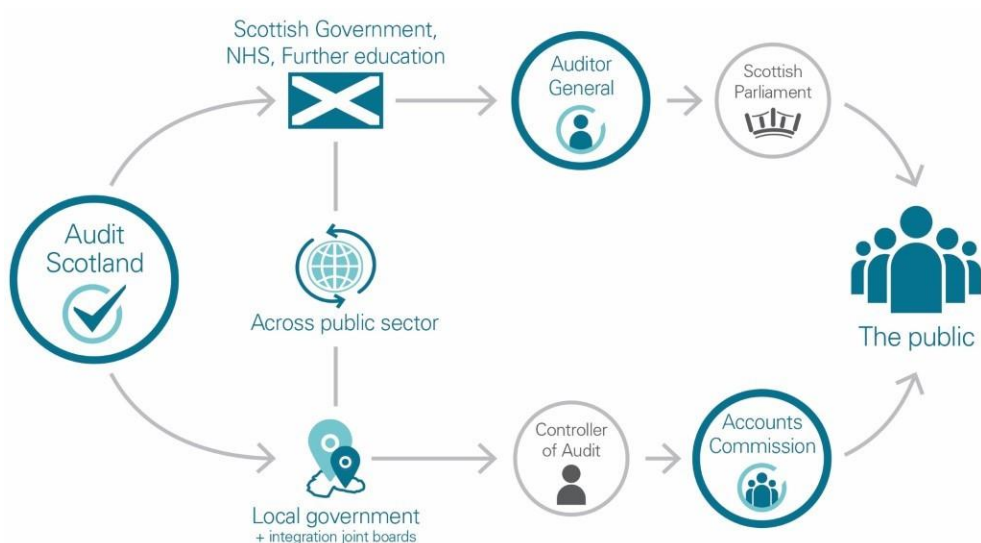 Scottish Government,
NHS, Further education
Auditor
General
Scottish
Parliament
Audit
Scotland
Across public sector
The public
Local government
+ integration joint boards
Controller
of Audit
Accounts
Commission